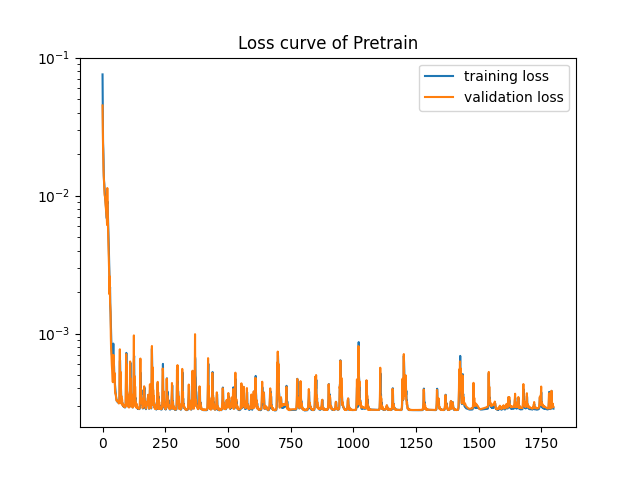 Loss curve of Pretrain
training loss
validation loss
10⁻¹
10⁻²
10⁻³
0 250 500 750 1000 1250 1500 1750